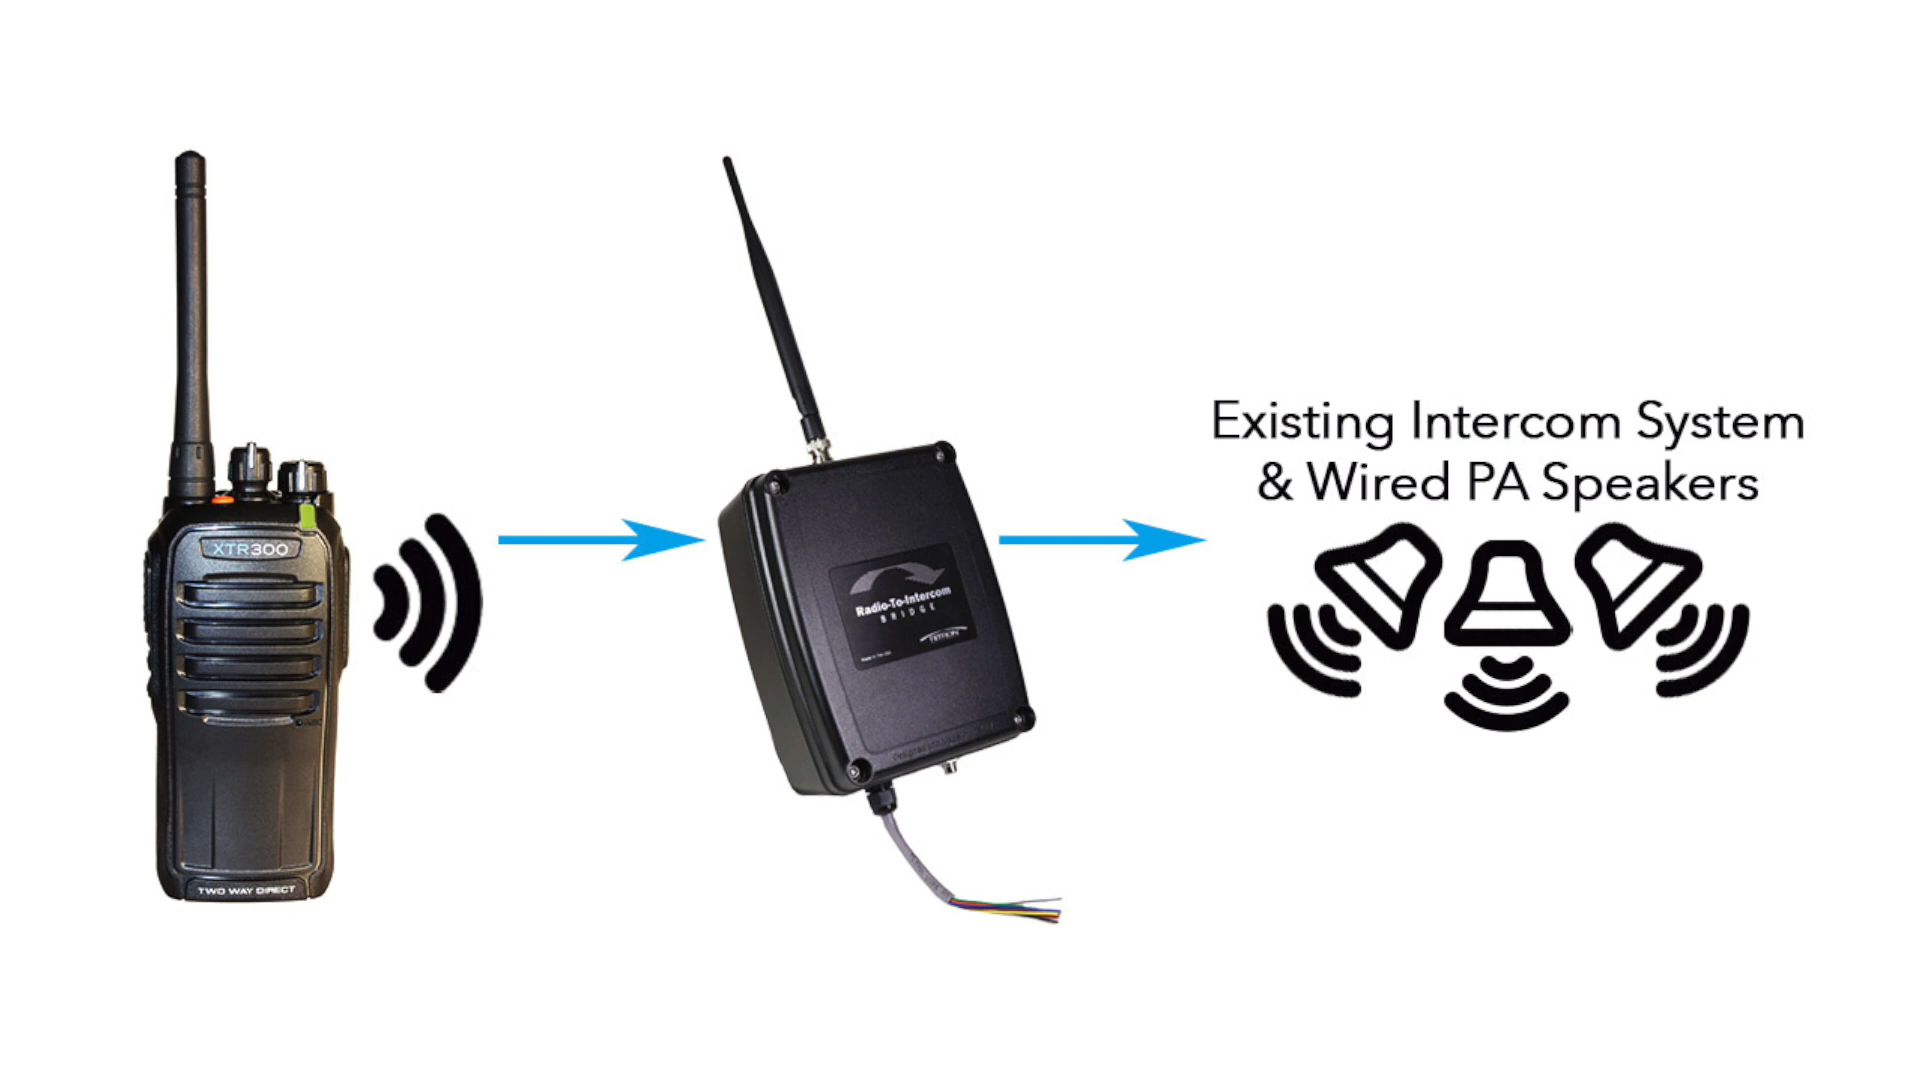 XTR300
TWO WAY DIRECT
Radio-To-Intercom
BRIDGE
Existing Intercom System
& Wired PA Speakers